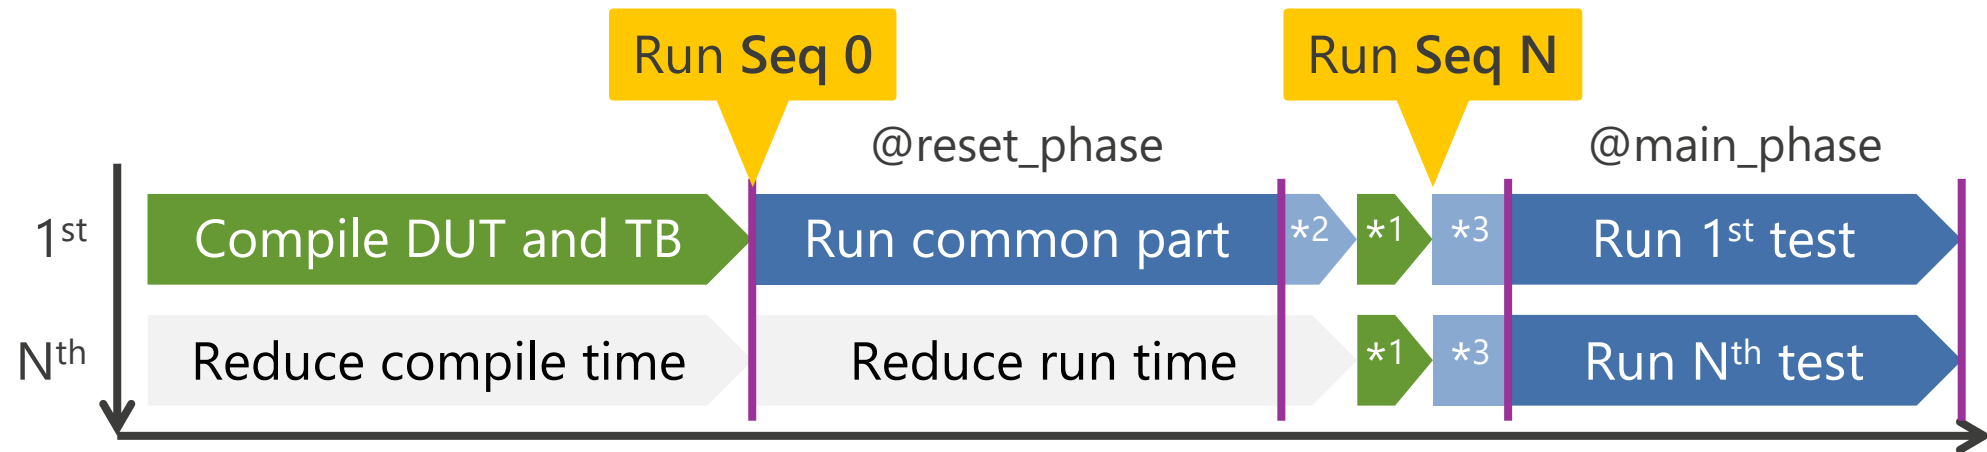 Run Seq 0
Run Seq N
@reset_phase
@main_phase
1st
Compile DUT and TB
Run common part
*2
*1
*3
Run 1st test
Nth
Reduce compile time
Reduce run time
*1
*3
Run Nth test